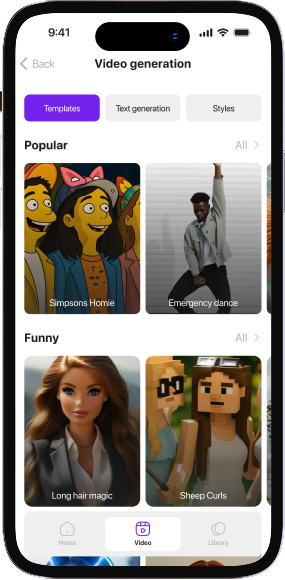 9:41
Back
Video generation
Templates
Text generation
Styles
Popular
All
Simpsons Homie
Emergency dance
Funny
All
Long hair magic
Sheep Curls
Home
Video
Library